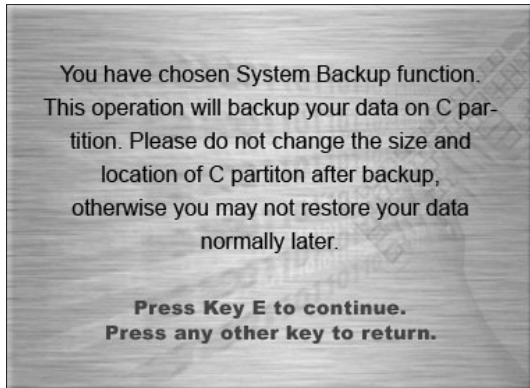 You have chosen System Backup function.
This operation will backup your data on C par-
tition. Please do not change the size and
location of C partiton after backup,
otherwise you may not restore your data
normally later.
Press Key E to continue.
Press any other key to return.